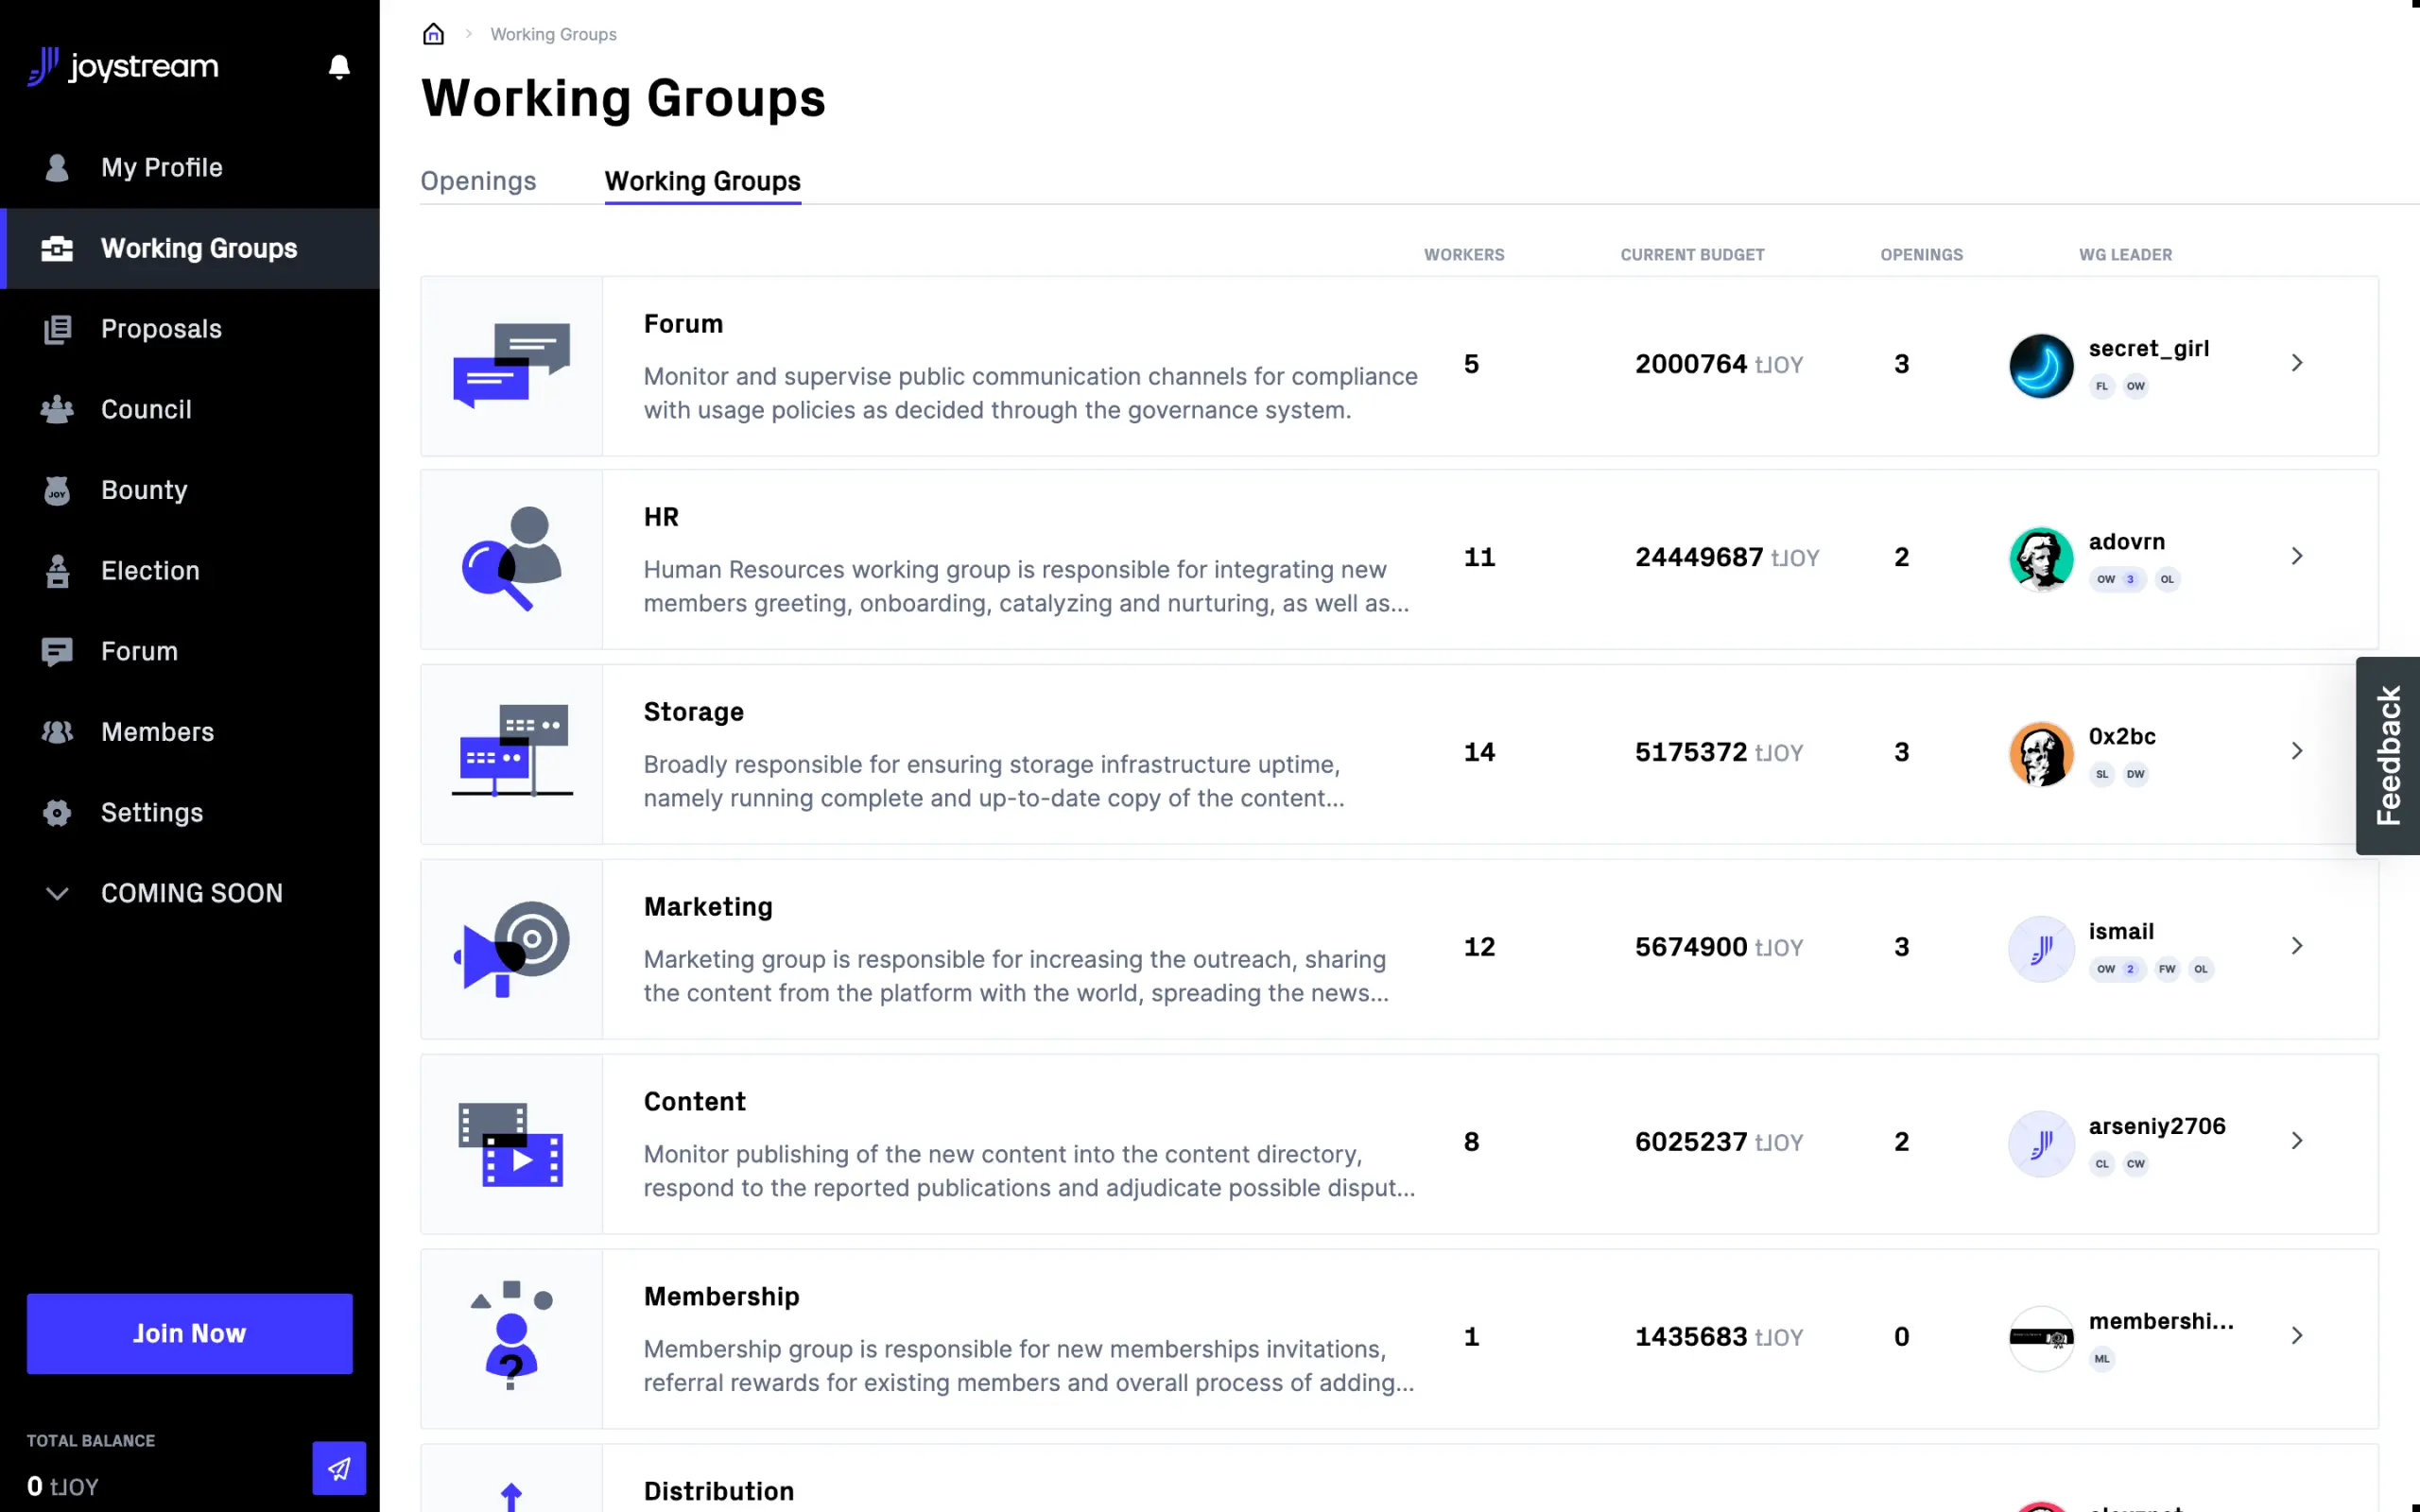 joystream
My Profile
Working Groups
Proposals
Council
JOY
Bounty
Election
Forum
Members
Settings
COMING SOON
Join Now
TOTAL BALANCE
0 tJOY
Working Groups
Working Groups
Openings
Working Groups
WORKERS
CURRENT BUDGET
OPENINGS
WG LEADER
Forum
Monitor and supervise public communication channels for compliance
with usage policies as decided through the governance system.
5
2000764 tJOY
3
secret_girl
FL OW
HR
Human Resources working group is responsible for integrating new
members greeting, onboarding, catalyzing and nurturing, as well as...
11
24449687 tJOY
2
adovrn
OW 3 OL
Storage
Broadly responsible for ensuring storage infrastructure uptime,
namely running complete and up-to-date copy of the content...
14
5175372 tJOY
3
0x2bc
SL DW
Marketing
Marketing group is responsible for increasing the outreach, sharing
the content from the platform with the world, spreading the news...
12
5674900 tJOY
3
ismail
OW 2 FW OL
Content
Monitor publishing of the new content into the content directory,
respond to the reported publications and adjudicate possible disput...
8
6025237 tJOY
2
arseniy2706
CL CW
Membership
?
Membership group is responsible for new memberships invitations,
referral rewards for existing members and overall process of adding...
1
1435683 tJOY
0
membershi...
ML
Distribution
Feedback